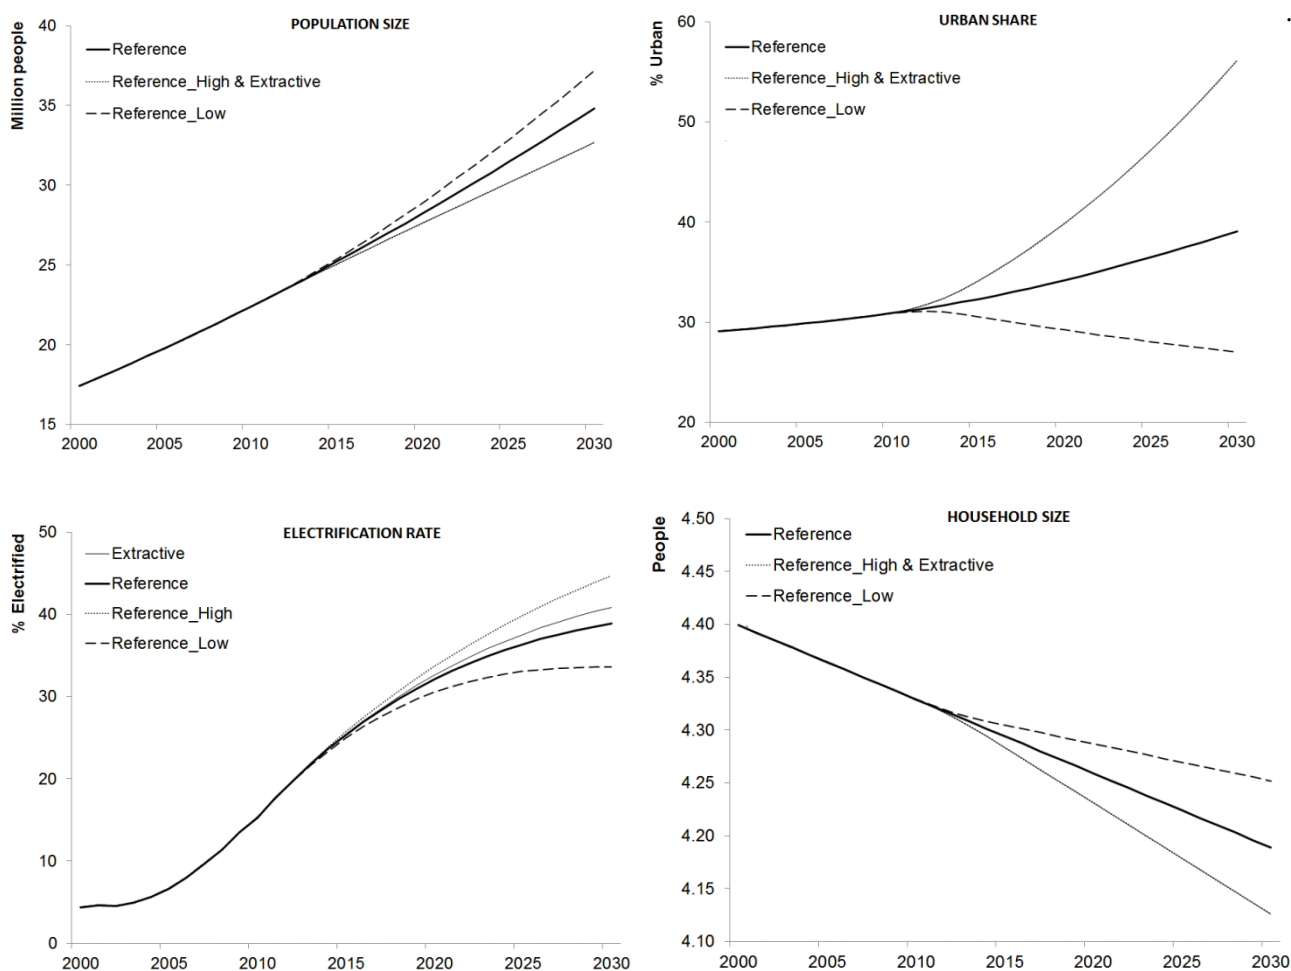 POPULATION SIZE
Million people
Reference
Reference_High & Extractive
Reference_Low
40
35
30
25
20
15
2000 2005 2010 2015 2020 2025 2030
URBAN SHARE
% Urban
Reference
Reference_High & Extractive
Reference_Low
60
50
40
30
20
2000 2005 2010 2015 2020 2025 2030
ELECTRIFICATION RATE
% Electrified
Extractive
Reference
Reference_High
Reference_Low
50
40
30
20
10
0
2000 2005 2010 2015 2020 2025 2030
HOUSEHOLD SIZE
People
Reference
Reference_High & Extractive
Reference_Low
4.50
4.45
4.40
4.35
4.30
4.25
4.20
4.15
4.10
2000 2005 2010 2015 2020 2025 2030